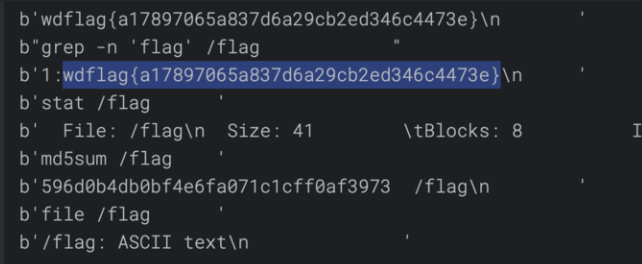 b'wdflag{a17897065a837d6a29cb2ed346c4473e}\n       '
b"grep -n 'flag' /flag            "
b'1:wdflag{a17897065a837d6a29cb2ed346c4473e}\n     '
b'stat /flag      '
b'  File: /flag\n  Size: 41        \tBlocks: 8          I
b'md5sum /flag    '
b'596d0b4db0bf4e6fa071c1cff0af3973  /flag\n        '
b'file /flag      '
b'/flag: ASCII text\n              '